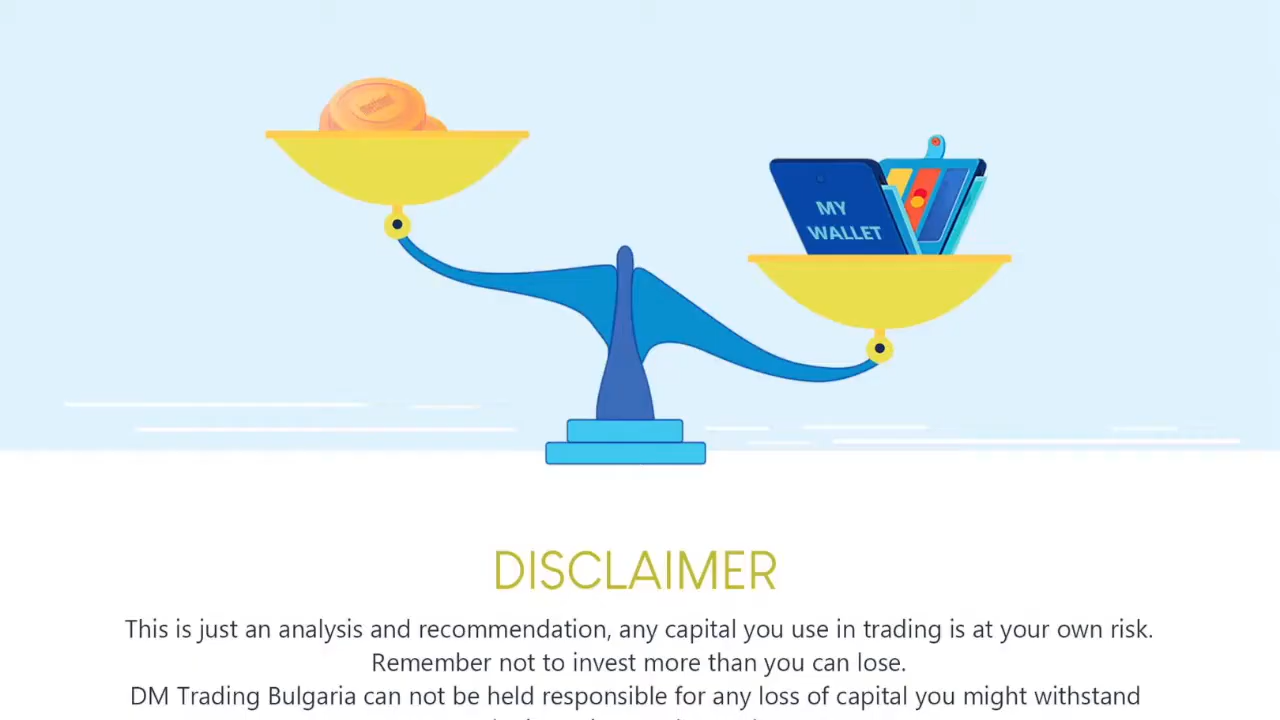 MY
WALLET
DISCLAIMER
This is just an analysis and recommendation, any capital you use in trading is at your own risk.
Remember not to invest more than you can lose.
DM Trading Bulgaria can not be held responsible for any loss of capital you might withstand